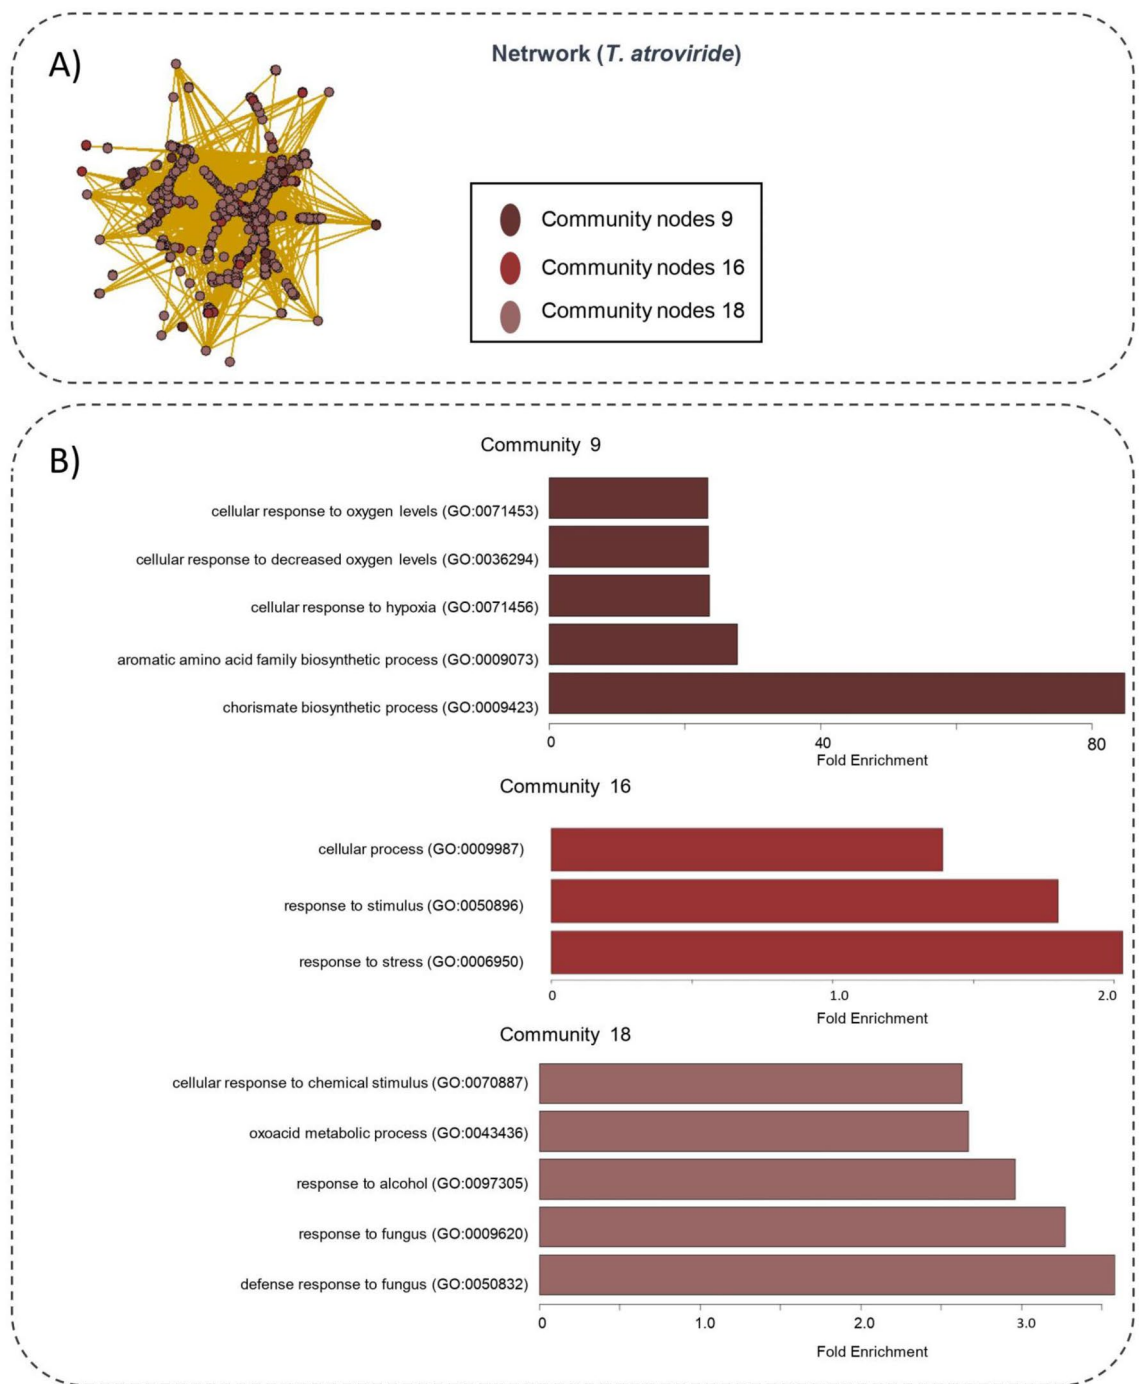 A)
Netrwork (T. atroviride)
Community nodes 9
Community nodes 16
Community nodes 18
B)
Community 9
cellular response to oxygen levels (GO:0071453)
cellular response to decreased oxygen levels (GO:0036294)
cellular response to hypoxia (GO:0071456)
aromatic amino acid family biosynthetic process (GO:0009073)
chorismate biosynthetic process (GO:0009423)
0 40 80
Fold Enrichment
Community 16
cellular process (GO:0009987)
response to stimulus (GO:0050896)
response to stress (GO:0006950)
0 1.0 2.0
Fold Enrichment
Community 18
cellular response to chemical stimulus (GO:0070887)
oxoacid metabolic process (GO:0043436)
response to alcohol (GO:0097305)
response to fungus (GO:0009620)
defense response to fungus (GO:0050832)
0 1.0 2.0 3.0
Fold Enrichment